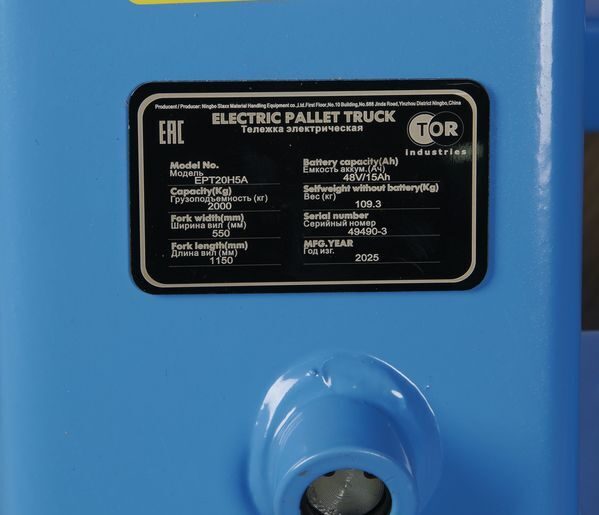 Producent / Producer: Ningbo Staxx Material Handling Equipment co.,Ltd.First Floor,No.10 Building,No.688 Jinda Road,Yinzhou District Ningbo,China
EAC
ELECTRIC PALLET TRUCK
Тележка электрическая
TOR
industries
Model No.
Модель
EPT20H5A
Capacity(Kg)
Грузоподъемность (кг)
2000
Fork width(mm)
Ширина вил (мм)
550
Fork length(mm)
Длина вил (мм)
1150
Battery capacity(Ah)
Емкость аккум.(Ач)
48V/15Ah
Selfweight without battery(Kg)
Вес (кг)
109.3
Serial number
Серийный номер
49490-3
MFG.YEAR
Год изг.
2025